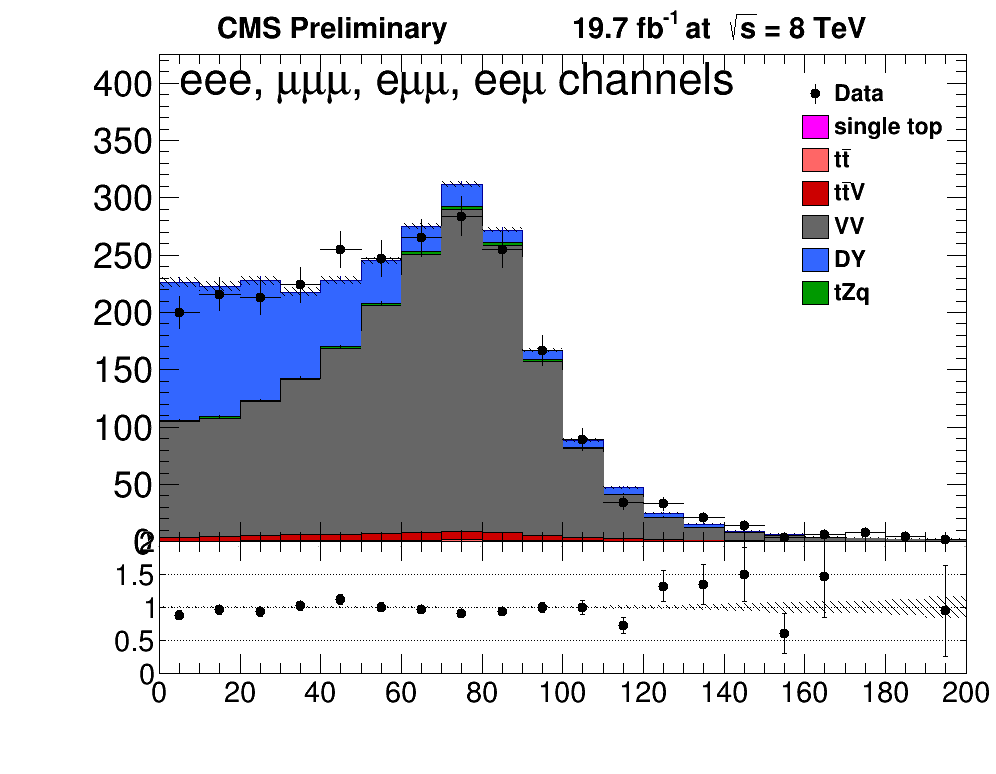 CMS Preliminary 19.7 fb⁻¹ at √s = 8 TeV
eee, μμμ, eμμ, eeμ channels
Data
single top
tt̄
tt̄V
VV
DY
tZq
400
350
300
250
200
150
100
50
0
2
1.5
1
0.5
0
0 20 40 60 80 100 120 140 160 180 200